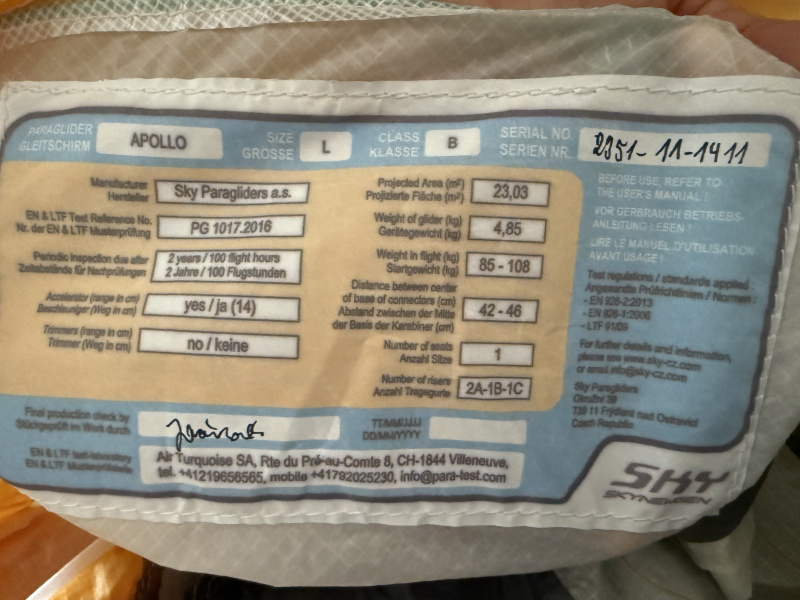 PARAGLIDER
GLEITSCHIRM
APOLLO
SIZE
GRÖSSE
L
CLASS
KLASSE
B
SERIAL NO
SERIEN NR.
2351-11-1411
Manufacturer
Hersteller
Sky Paragliders a.s.
EN & LTF Test Reference No.
Nr. der EN & LTF Musterprüfung
PG 1017.2016
Periodic inspection due after
Zeitabstände für Nachprüfungen
2 years / 100 flight hours
2 Jahre / 100 Flugstunden
Accelerator (range in cm)
Beschleuniger (Weg in cm)
yes / ja (14)
Trimmers (range in cm)
Trimmer (Weg in cm)
no / keine
Projected Area (m²)
Projizierte Fläche (m²)
23,03
Weight of glider (kg)
Gerätegewicht (kg)
4,85
Weight in flight (kg)
Startgewicht (kg)
85 - 108
Distance between center
of base of connectors (cm)
Abstand zwischen der Mitte
der Basis der Karabiner (cm)
42 - 46
Number of seats
Anzahl Sitze
1
Number of risers
Anzahl Tragegurte
2A-1B-1C
BEFORE USE, REFER TO
THE USER'S MANUAL !
VOR GERBRAUCH BETRIEBS-
ANLEITUNG LESEN !
LIRE LE MANUEL D'UTILISATION
AVANT USAGE !
Test regulations / standards applied :
Angewandte Prüfrichtlinien / Normen :
- EN 926-2:2013
- EN 926-1:2006
- LTF 91/09
For further details and information,
please see www.sky-cz.com
or email info@sky-cz.com
Sky Paragliders
Okružní 39
739 11 Frýdlant nad Ostravicí
Czech Republic
Final production check by
Stückgeprüft im Werk durch
TT/MM/JJJJ
DD/MM/YYYY
EN & LTF test-laboratory
EN & LTF Musterprüfstelle
Air Turquoise SA, Rte du Pré-au-Comte 8, CH-1844 Villeneuve,
tel. +41219656565, mobile +41792025230, info@para-test.com
SKY